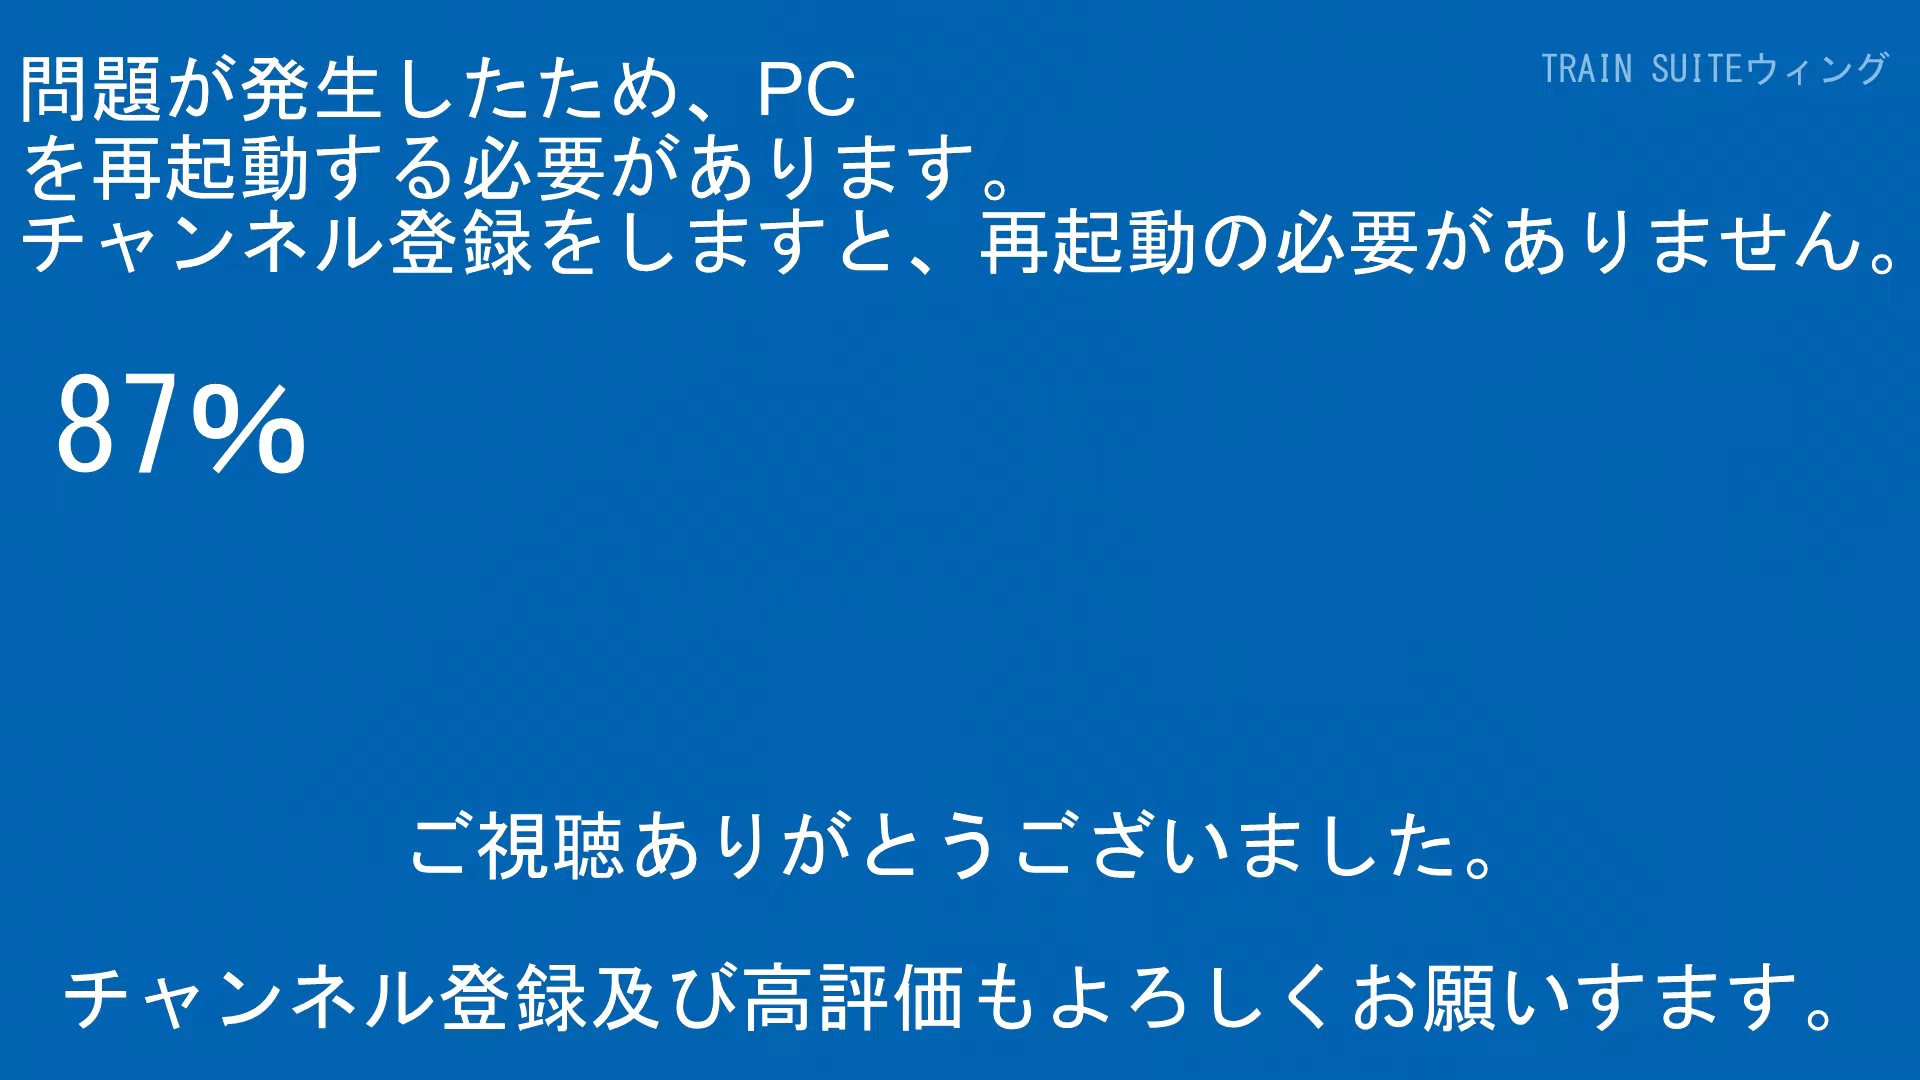 問題が発生したため、PC
を再起動する必要があります。
チャンネル登録をしますと、再起動の必要がありません。
TRAIN SUITEウィング
87%
ご視聴ありがとうございました。
チャンネル登録及び高評価もよろしくお願いすます。